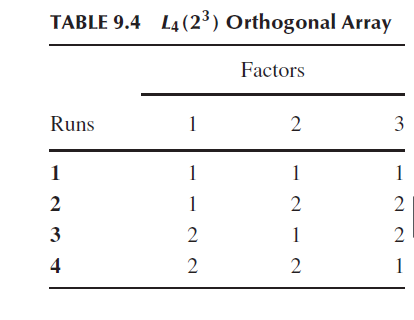 TABLE 9.4 L4(2³) Orthogonal Array
Factors
Runs 1 2 3
1 1 1 1
2 1 2 2
3 2 1 2
4 2 2 1